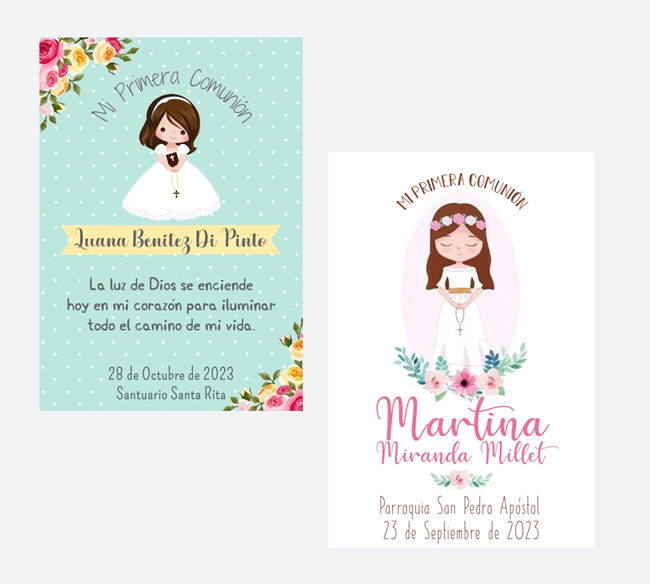 Mi Primera Comunión
Luana Benitez Di Pinto
La luz de Dios se enciende
hoy en mi corazón para iluminar
todo el camino de mi vida.
28 de Octubre de 2023
Santuario Santa Rita
MI PRIMERA COMUNIÓN
Martina
Miranda Millet
Parroquia San Pedro Apóstol
23 de Septiembre de 2023